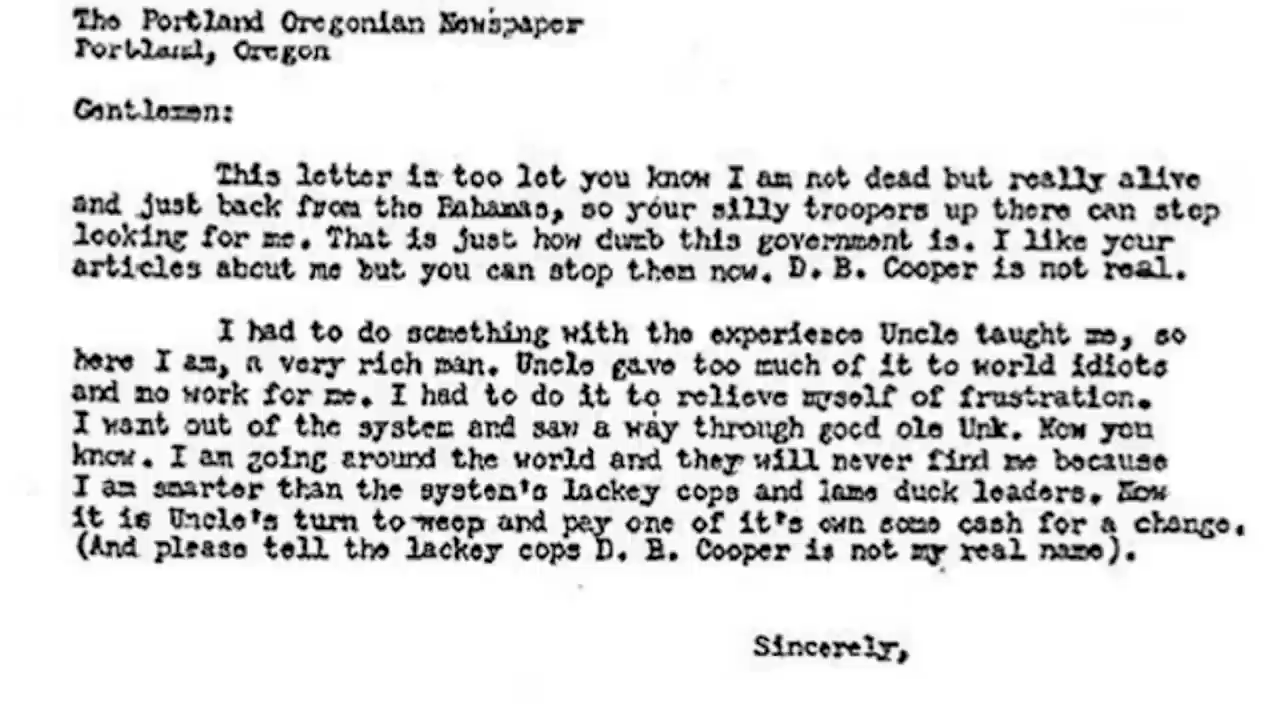 The Portland Oregonian Newspaper
Portland, Oregon
Gentlemen:
This letter is too let you know I am not dead but really alive
and just back from the Bahamas, so your silly troopers up there can stop
looking for me. That is just how dumb this government is. I like your
articles about me but you can stop them now. D. B. Cooper is not real.
I had to do something with the experience Uncle taught me, so
here I am, a very rich man. Uncle gave too much of it to world idiots
and no work for me. I had to do it to relieve myself of frustration.
I want out of the system and saw a way through good ole Unk. Now you
know. I am going around the world and they will never find me because
I am smarter than the system's lackey cops and lame duck leaders. Now
it is Uncle's turn to weep and pay one of it's own some cash for a change.
(And please tell the lackey cops D. B. Cooper is not my real name).
Sincerely,